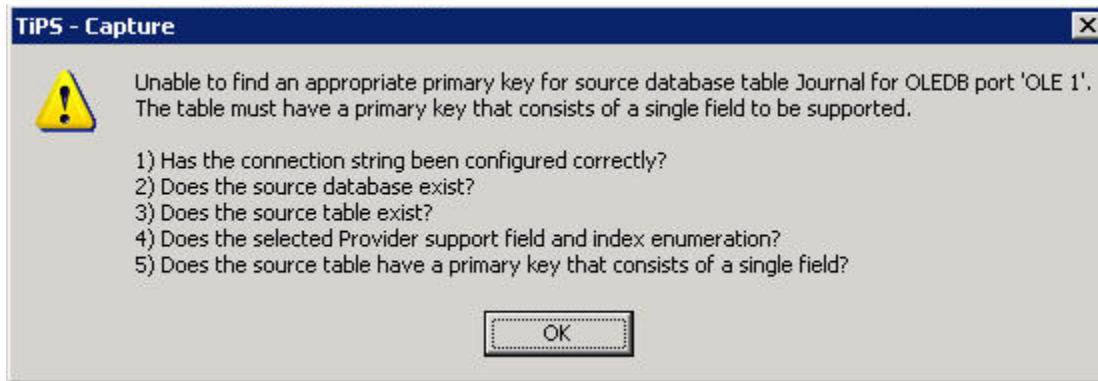 TiPS - Capture
Unable to find an appropriate primary key for source database table Journal for OLEDB port 'OLE 1'.
The table must have a primary key that consists of a single field to be supported.
1) Has the connection string been configured correctly?
2) Does the source database exist?
3) Does the source table exist?
4) Does the selected Provider support field and index enumeration?
5) Does the source table have a primary key that consists of a single field?
OK